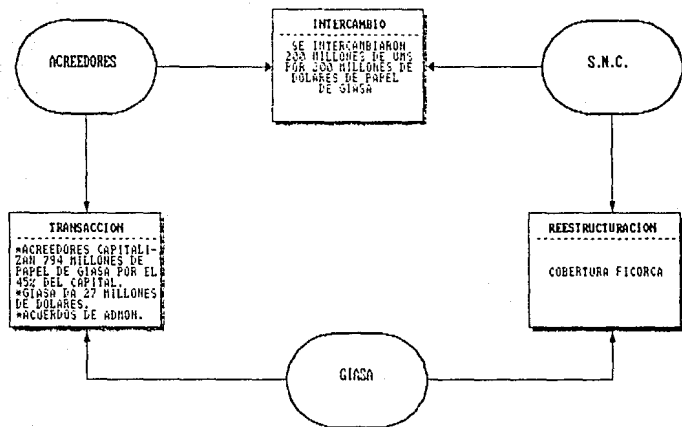 INTERCAMBIO
SE INTERCAMBIARON
200 MILLONES DE UMS
POR 300 MILLONES DE
DOLARES DE PAPEL
DE GIASA
ACREEDORES
S.N.C.
TRANSACCION
*ACREEDORES CAPITALI-
ZAN 794 MILLONES DE
PAPEL DE GIASA POR EL
45% DEL CAPITAL.
*GIASA DA 27 MILLONES
DE DOLARES.
*ACUERDOS DE ADMON.
REESTRUCTURACION
COBERTURA FICORCA
GIASA